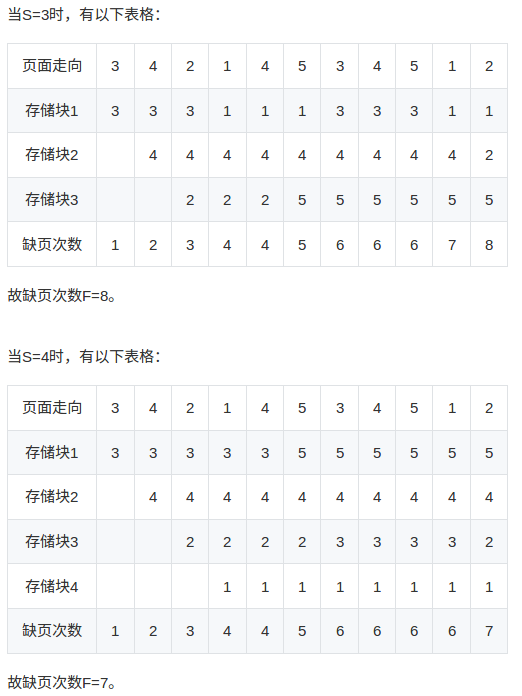 当S=3时，有以下表格：
页面走向 3 4 2 1 4 5 3 4 5 1 2
存储块1 3 3 3 1 1 1 3 3 3 1 1
存储块2 4 4 4 4 4 4 4 4 4 2
存储块3 2 2 2 5 5 5 5 5 5
缺页次数 1 2 3 4 4 5 6 6 6 7 8
故缺页次数F=8。
当S=4时，有以下表格：
页面走向 3 4 2 1 4 5 3 4 5 1 2
存储块1 3 3 3 3 3 5 5 5 5 5 5
存储块2 4 4 4 4 4 4 4 4 4 4
存储块3 2 2 2 2 3 3 3 3 2
存储块4 1 1 1 1 1 1 1 1
缺页次数 1 2 3 4 4 5 6 6 6 6 7
故缺页次数F=7。